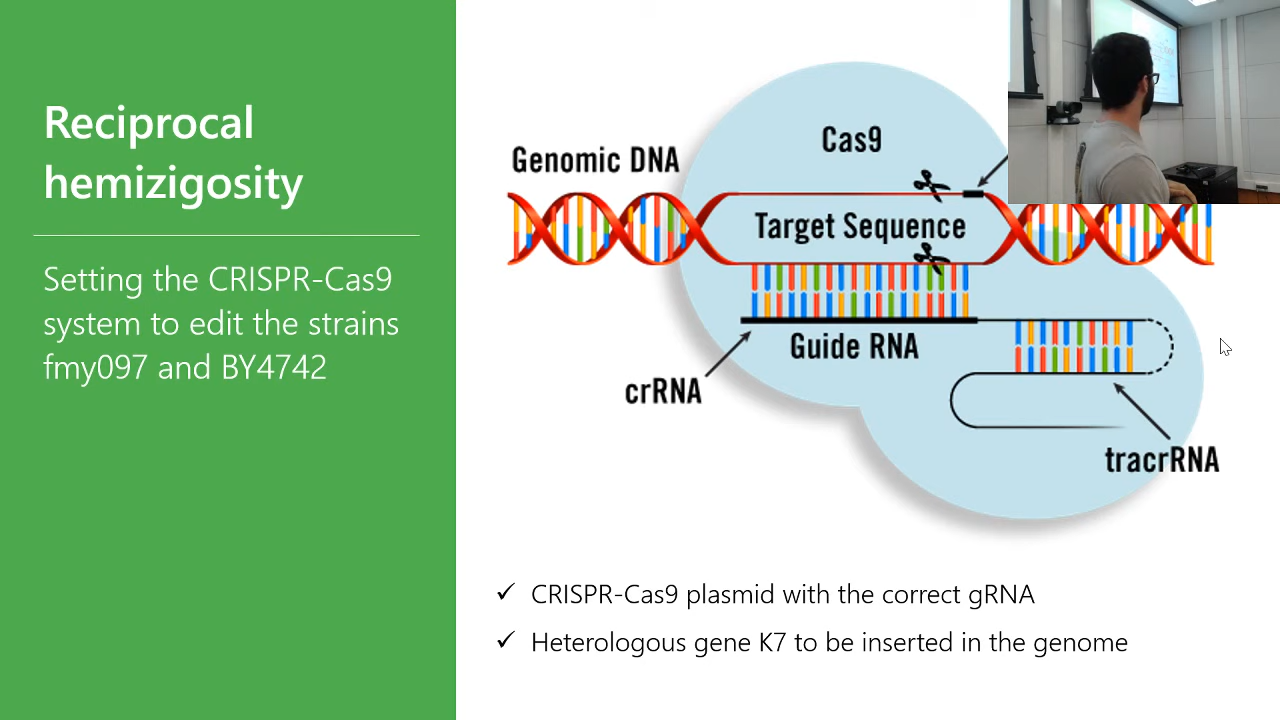 Reciprocal
hemizigosity
Setting the CRISPR-Cas9
system to edit the strains
fmy097 and BY4742
Cas9
Genomic DNA
Target Sequence
Guide RNA
crRNA
tracrRNA
CRISPR-Cas9 plasmid with the correct gRNA
Heterologous gene K7 to be inserted in the genome